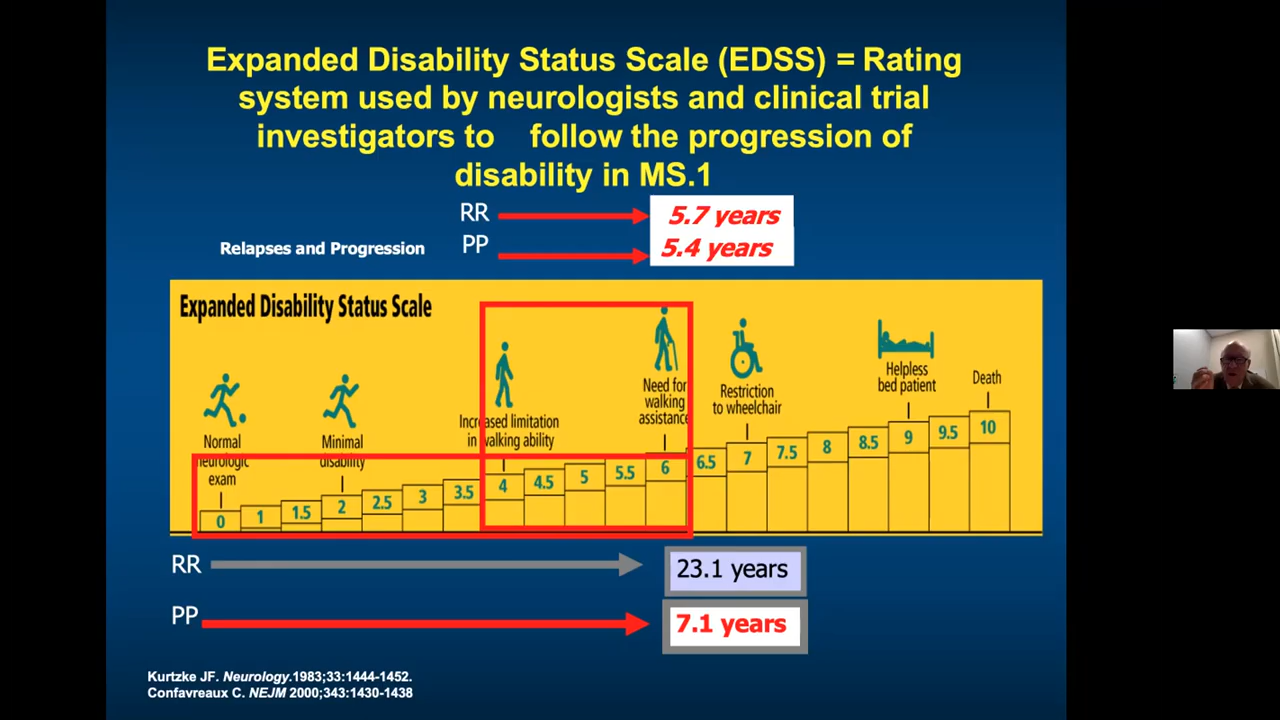 Expanded Disability Status Scale (EDSS) = Rating
system used by neurologists and clinical trial
investigators to follow the progression of
disability in MS.1
RR
5.7 years
Relapses and Progression
PP
5.4 years
Expanded Disability Status Scale
Normal
neurologic
exam
Minimal
disability
Increased limitation
in walking ability
Need for
walking
assistance
Restriction
to wheelchair
Helpless
bed patient
Death
0 1 1.5 2 2.5 3 3.5 4 4.5 5 5.5 6 6.5 7 7.5 8 8.5 9 9.5 10
RR
23.1 years
PP
7.1 years
Kurtzke JF. Neurology.1983;33:1444-1452.
Confavreaux C. NEJM 2000;343:1430-1438